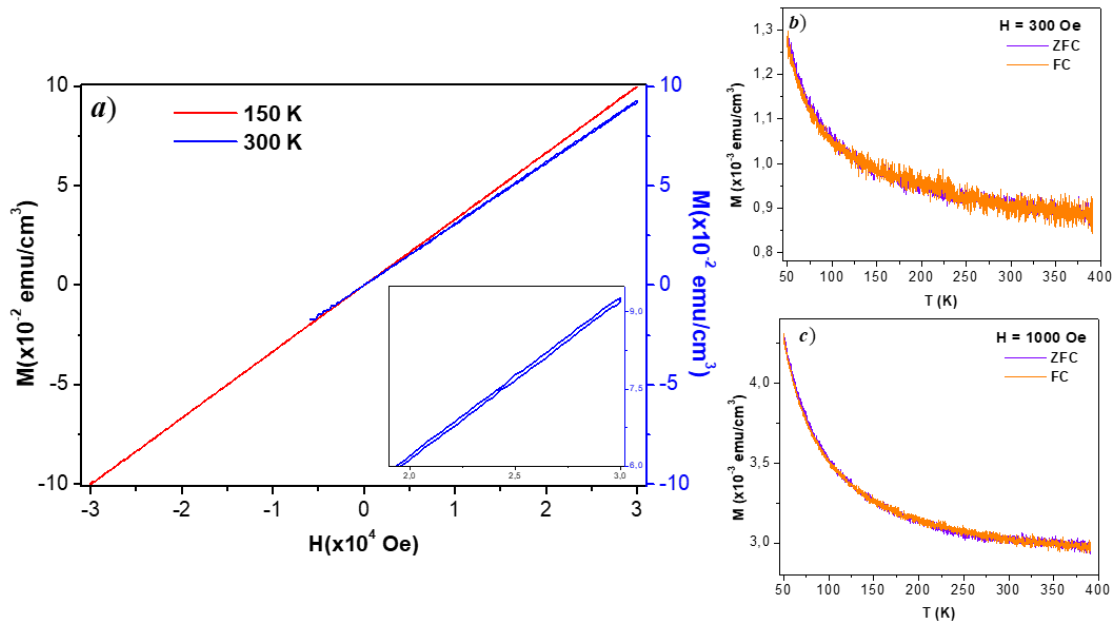 a)
150 K
300 K
10
5
0
-5
-10
M(x10⁻² emu/cm³)
-3 -2 -1 0 1 2 3
H(x10⁴ Oe)
10
5
0
-5
-10
M(x10⁻² emu/cm³)
9,0
7,5
6,0
2,0 2,5 3,0
b)
H = 300 Oe
ZFC
FC
1,3
1,2
1,1
1,0
0,9
0,8
M (x10⁻³ emu/cm³)
50 100 150 200 250 300 350 400
T (K)
c)
H = 1000 Oe
ZFC
FC
4,0
3,5
3,0
M (x10⁻³ emu/cm³)
50 100 150 200 250 300 350 400
T (K)